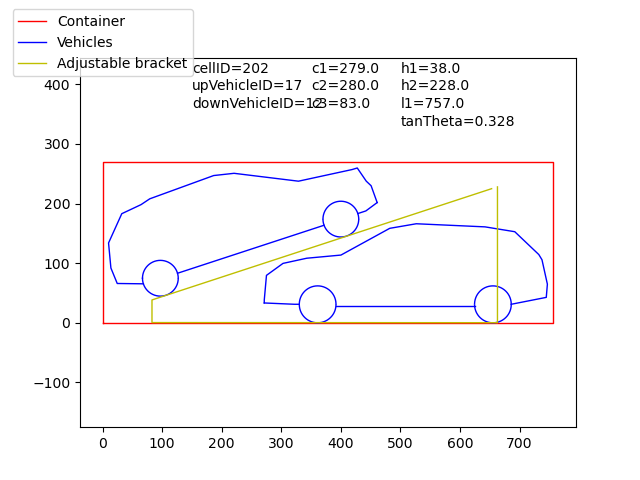 Container
Vehicles
Adjustable bracket
cellID=202 c1=279.0 h1=38.0
upVehicleID=17 c2=280.0 h2=228.0
downVehicleID=12 c3=83.0 l1=757.0
tanTheta=0.328
400
300
200
100
0
−100
0 100 200 300 400 500 600 700